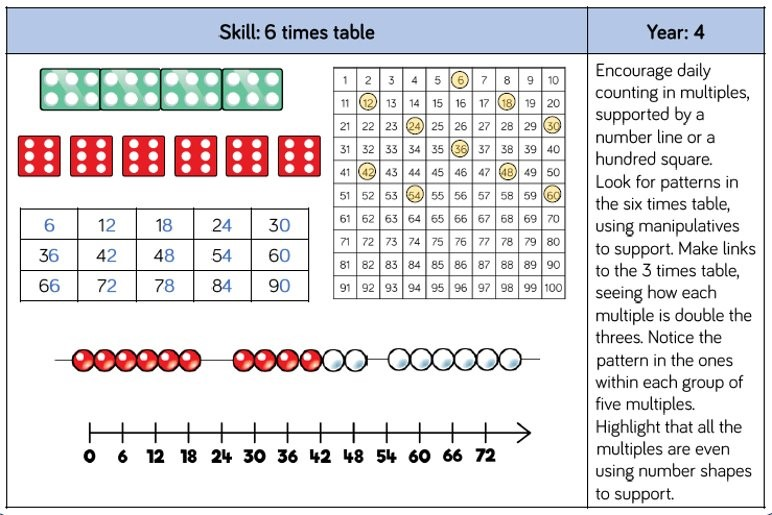 Skill: 6 times table
Year: 4
1 2 3 4 5 6 7 8 9 10
11 12 13 14 15 16 17 18 19 20
21 22 23 24 25 26 27 28 29 30
31 32 33 34 35 36 37 38 39 40
41 42 43 44 45 46 47 48 49 50
51 52 53 54 55 56 57 58 59 60
61 62 63 64 65 66 67 68 69 70
71 72 73 74 75 76 77 78 79 80
81 82 83 84 85 86 87 88 89 90
91 92 93 94 95 96 97 98 99 100
6 12 18 24 30
36 42 48 54 60
66 72 78 84 90
0 6 12 18 24 30 36 42 48 54 60 66 72
Encourage daily
counting in multiples,
supported by a
number line or a
hundred square.
Look for patterns in
the six times table,
using manipulatives
to support. Make links
to the 3 times table,
seeing how each
multiple is double the
threes. Notice the
pattern in the ones
within each group of
five multiples.
Highlight that all the
multiples are even
using number shapes
to support.